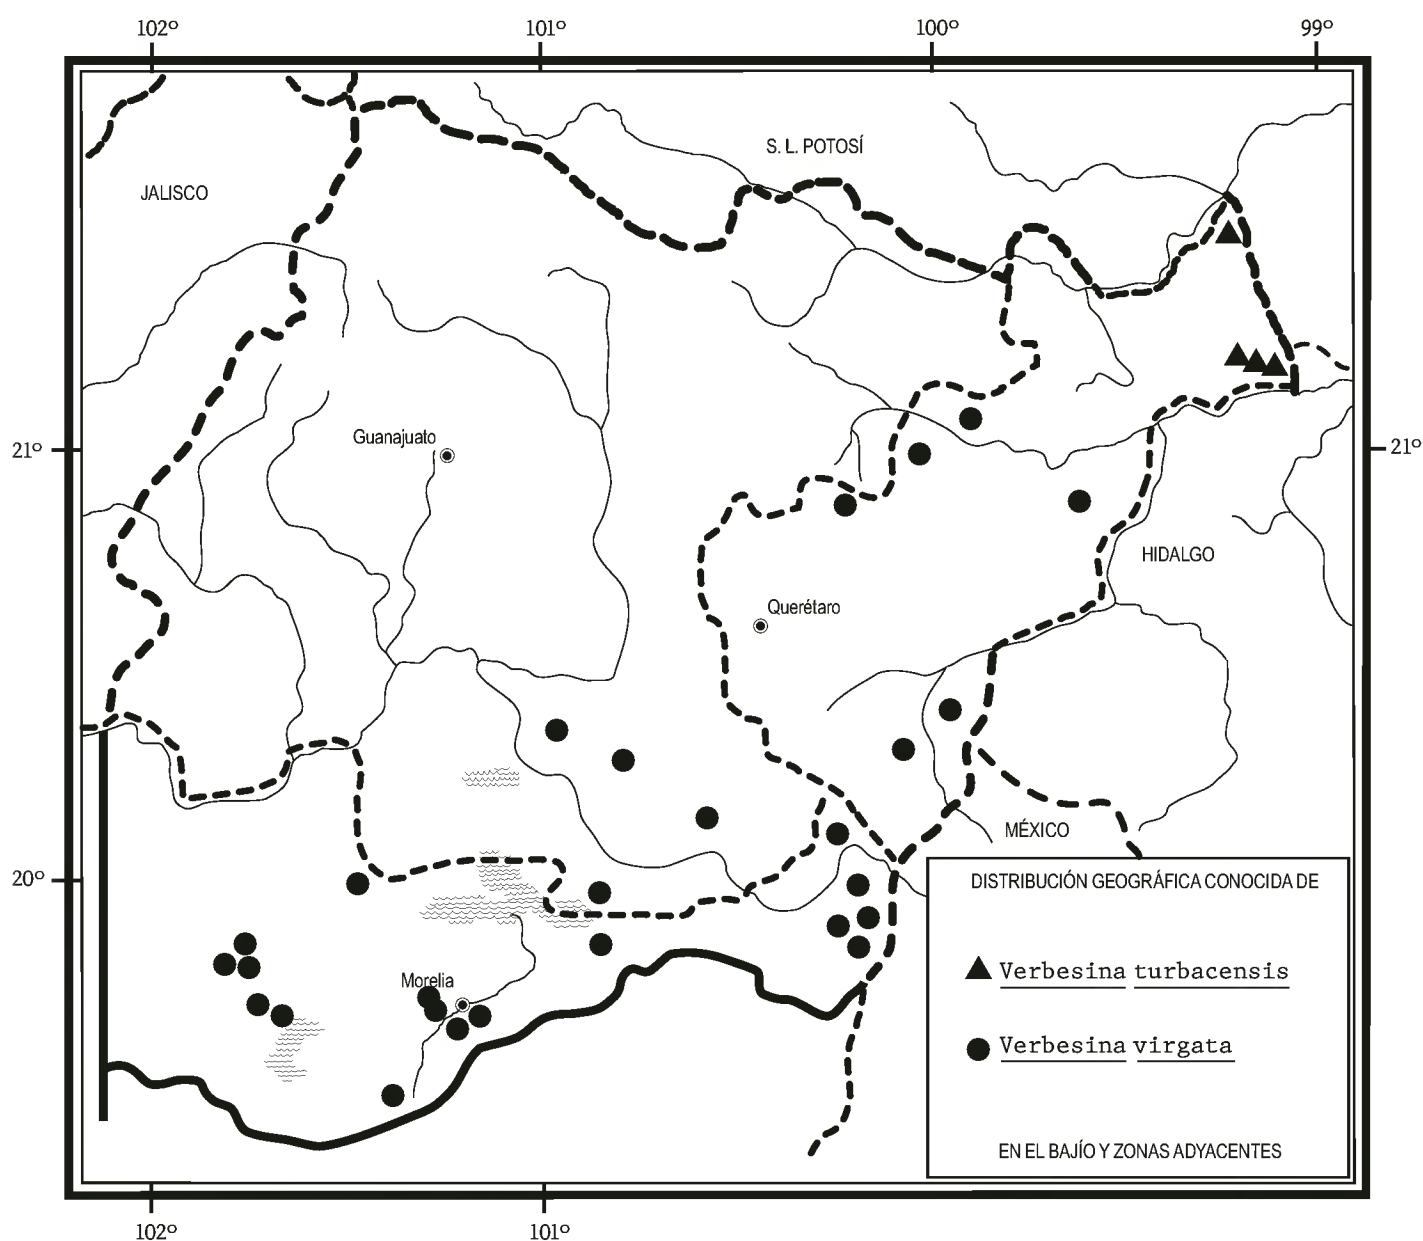 102º 101º 100º 99º
S. L. POTOSÍ
JALISCO
Guanajuato
21º 21º
HIDALGO
Querétaro
MÉXICO
20º
DISTRIBUCIÓN GEOGRÁFICA CONOCIDA DE
Verbesina turbacensis
Morelia
Verbesina virgata
EN EL BAJÍO Y ZONAS ADYACENTES
102º 101º